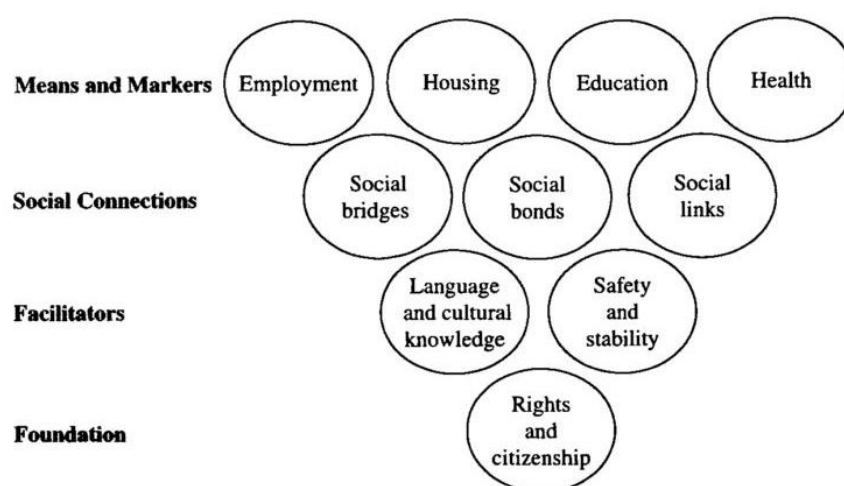 Means and Markers
Employment
Housing
Education
Health
Social Connections
Social
bridges
Social
bonds
Social
links
Facilitators
Language
and cultural
knowledge
Safety
and
stability
Foundation
Rights
and
citizenship